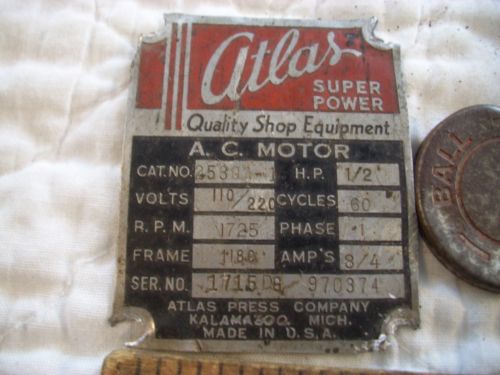 Atlas
SUPER
POWER
Quality Shop Equipment
A. C. MOTOR
CAT. NO. H.P. 1/2
VOLTS 110/220 CYCLES 60
R. P. M. 1725 PHASE 1
FRAME 1180 AMP'S 8/4
SER. NO. 970374
ATLAS PRESS COMPANY
KALAMAZOO, MICH.
MADE IN U.S.A.
BALL